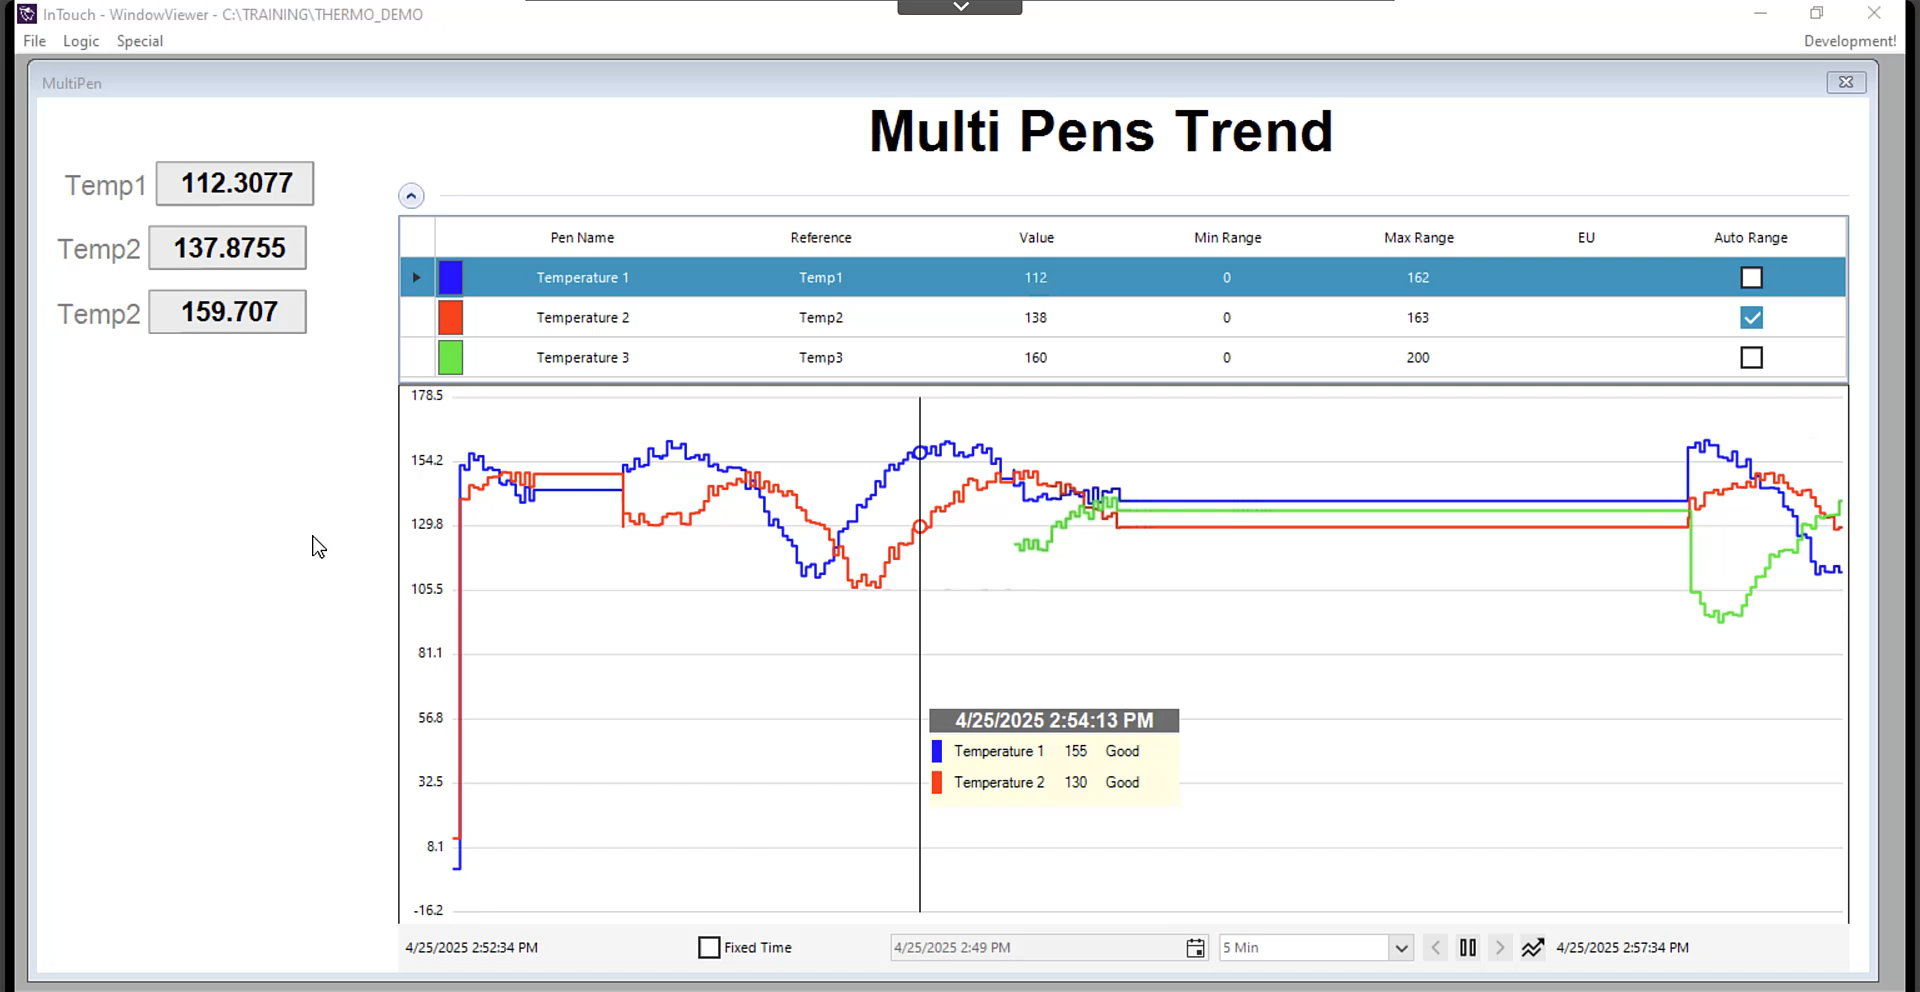 InTouch - WindowViewer - C:\TRAINING\THERMO_DEMO
File Logic Special Development!
MultiPen
Multi Pens Trend
Temp1 112.3077
Temp2 137.8755
Temp2 159.707
Pen Name Reference Value Min Range Max Range EU Auto Range
Temperature 1 Temp1 112 0 162
Temperature 2 Temp2 138 0 163
Temperature 3 Temp3 160 0 200
178.5
154.2
129.8
105.5
81.1
56.8
32.5
8.1
-16.2
4/25/2025 2:54:13 PM
Temperature 1 155 Good
Temperature 2 130 Good
4/25/2025 2:52:34 PM Fixed Time 4/25/2025 2:49 PM 5 Min 4/25/2025 2:57:34 PM